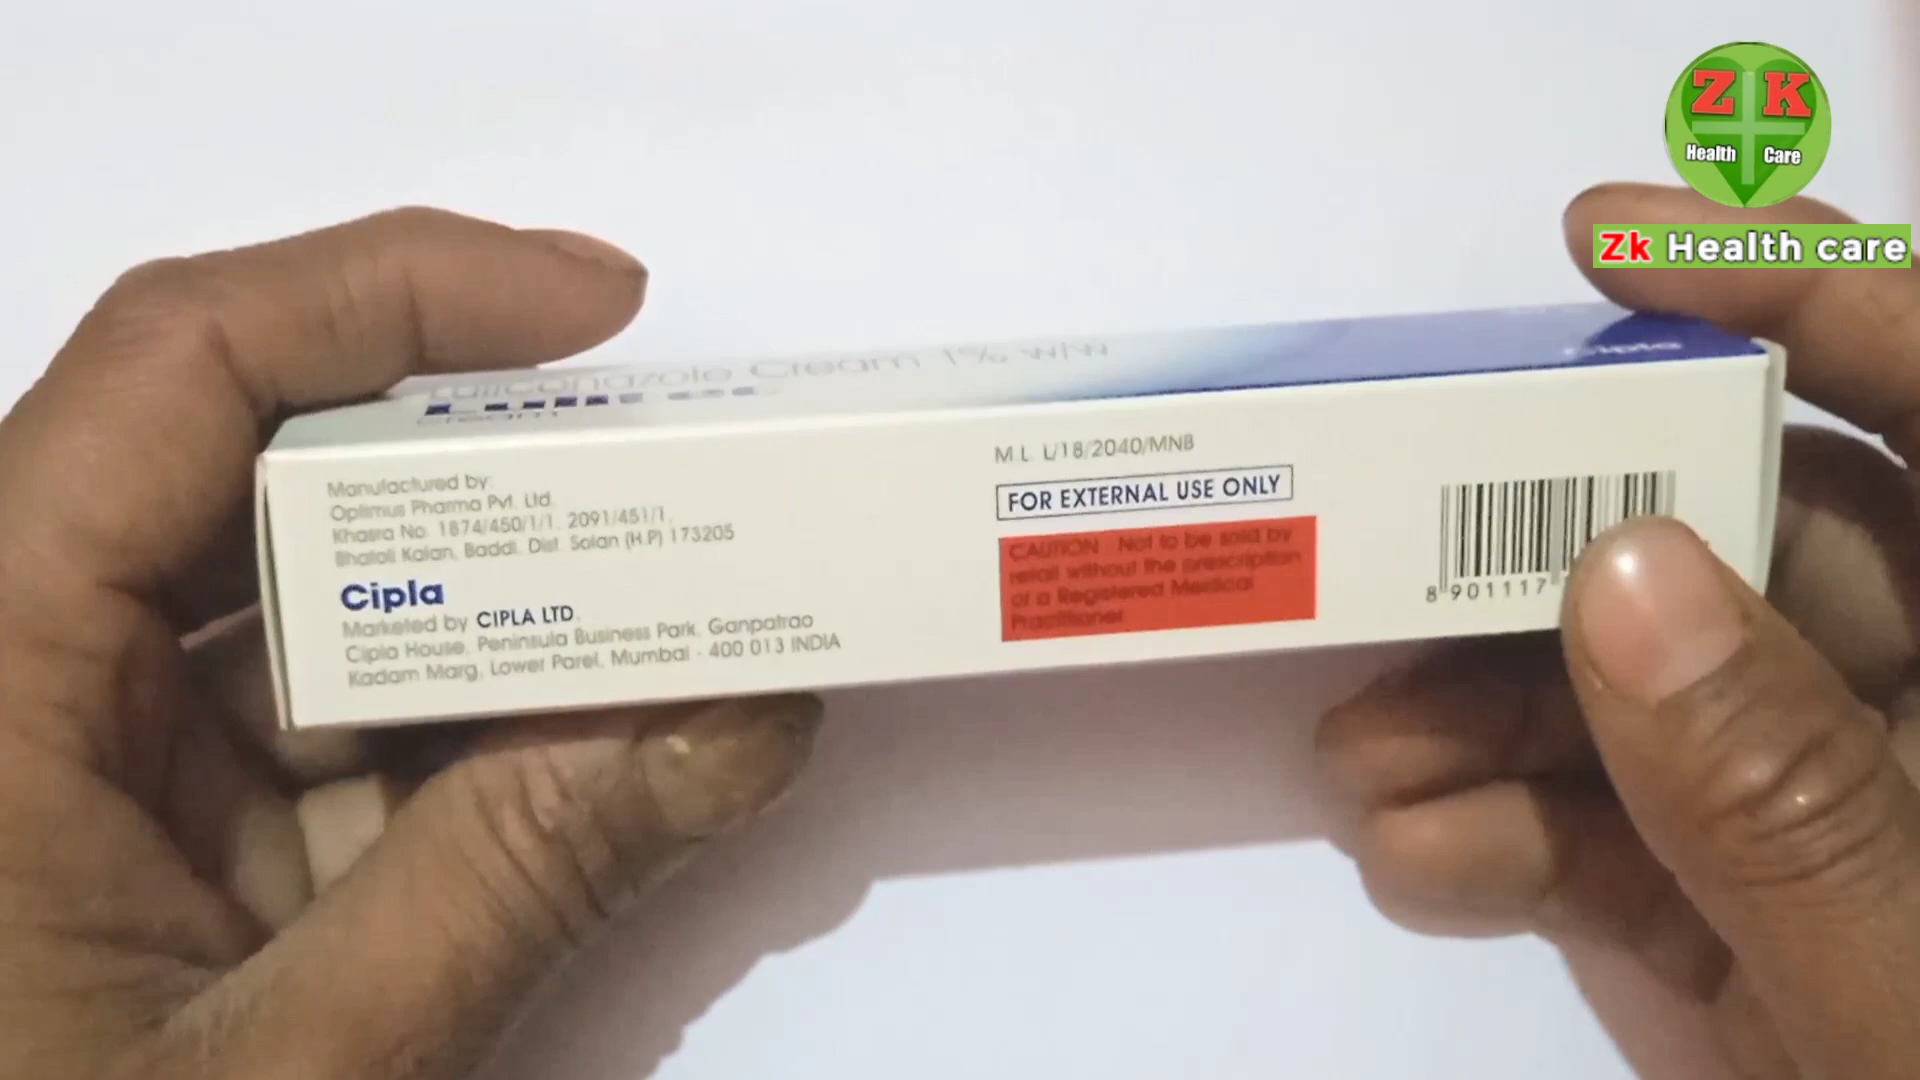 Z K
Health Care
Zk Health care
Luliconazole Cream 1% w/w
cream
Cipla
Manufactured by:
Optimus Pharma Pvt. Ltd.
Khasra No. 1874/450/1/1, 2091/451/1,
Bhatoli Kalan, Baddi, Dist. Solan (H.P) 173205
Cipla
Marketed by CIPLA LTD.
Cipla House, Peninsula Business Park, Ganpatrao
Kadam Marg, Lower Parel, Mumbai - 400 013 INDIA
M.L. L/18/2040/MNB
FOR EXTERNAL USE ONLY
CAUTION : Not to be sold by
retail without the prescription
of a Registered Medical
Practitioner.
8 901117